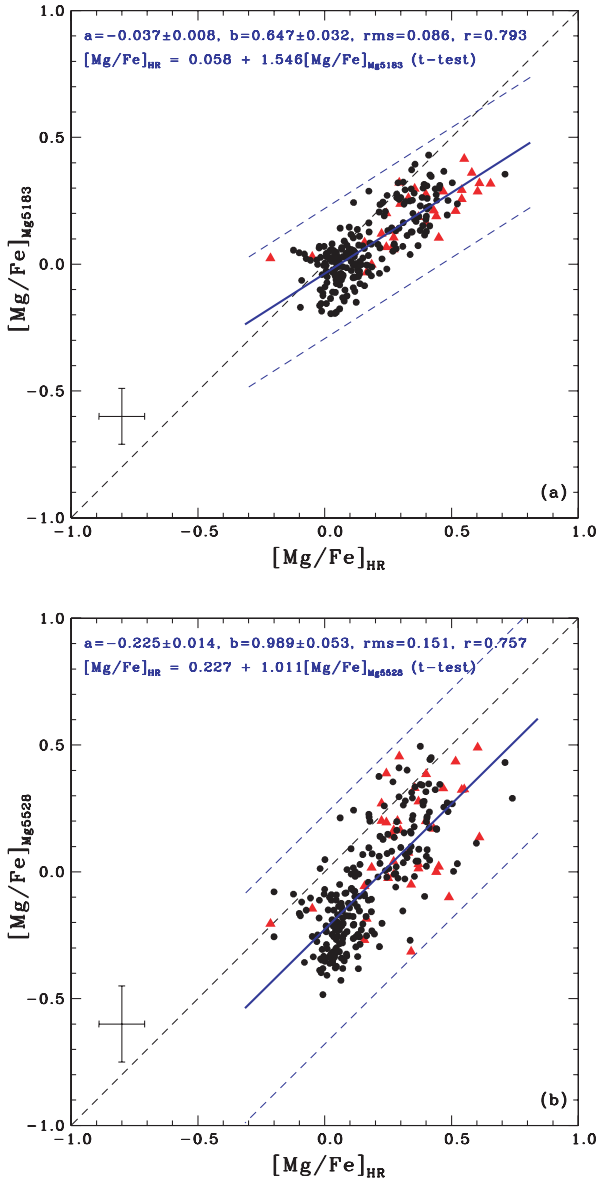 1.0
a=−0.037±0.008, b=0.647±0.032, rms=0.086, r=0.793
[Mg/Fe]HR = 0.058 + 1.546[Mg/Fe]Mg5183 (t-test)
0.5
[Mg/Fe]Mg5183
0.0
−0.5
(a)
−1.0
−1.0 −0.5 0.0 0.5 1.0
[Mg/Fe]HR
1.0
a=−0.225±0.014, b=0.989±0.053, rms=0.151, r=0.757
[Mg/Fe]HR = 0.227 + 1.011[Mg/Fe]Mg5528 (t-test)
0.5
[Mg/Fe]Mg5528
0.0
−0.5
(b)
−1.0
−1.0 −0.5 0.0 0.5 1.0
[Mg/Fe]HR